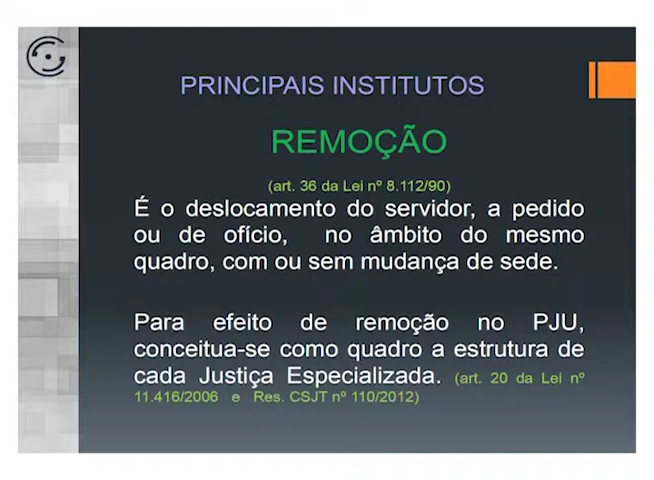 PRINCIPAIS INSTITUTOS
REMOÇÃO
(art. 36 da Lei nº 8.112/90)
É o deslocamento do servidor, a pedido
ou de ofício, no âmbito do mesmo
quadro, com ou sem mudança de sede.
Para efeito de remoção no PJU,
conceitua-se como quadro a estrutura de
cada Justiça Especializada. (art. 20 da Lei nº
11.416/2006 e Res. CSJT nº 110/2012)